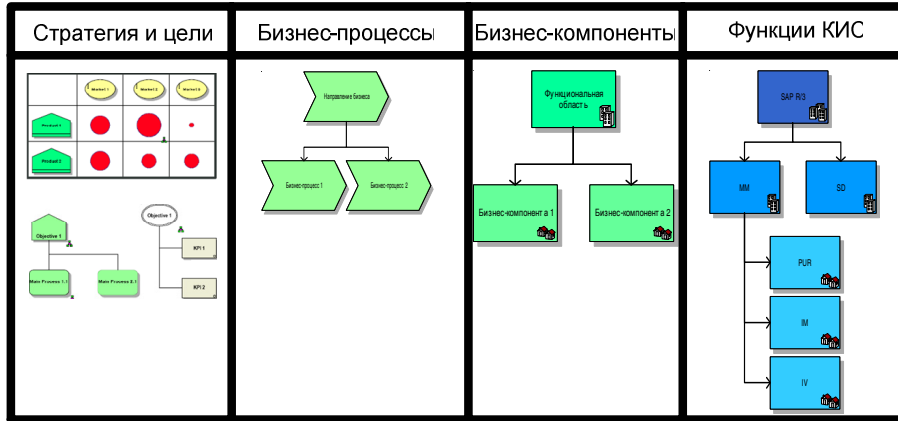 Стратегия и цели
Бизнес-процессы
Бизнес-компоненты
Функции КИС
Market 1
Market 2
Market 3
Product 1
Product 2
Objective 1
Main Process 1.1
Main Process 2.1
Objective 1
KPI 1
KPI 2
Направление бизнеса
Бизнес-процесс 1
Бизнес-процесс 2
Функциональная
область
Бизнес-компонент а 1
Бизнес-компонент а 2
SAP R/3
MM
SD
PUR
IM
IV